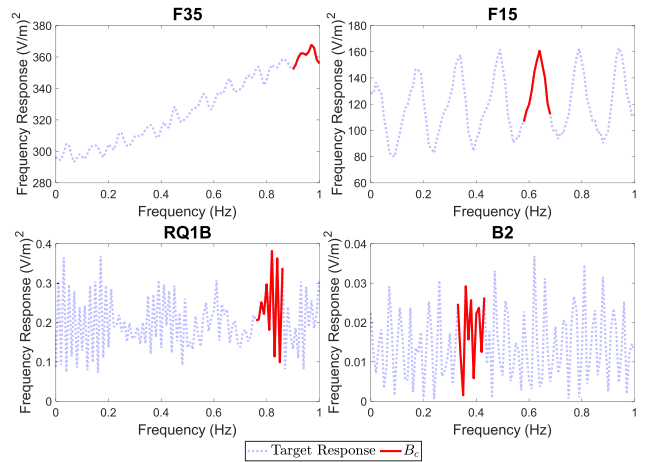 F35
Frequency Response (V/m)2
380
360
340
320
300
280
0 0.2 0.4 0.6 0.8 1
Frequency (Hz)
F15
Frequency Response (V/m)2
180
160
140
120
100
80
60
0 0.2 0.4 0.6 0.8 1
Frequency (Hz)
RQ1B
Frequency Response (V/m)2
0.4
0.3
0.2
0.1
0
0 0.2 0.4 0.6 0.8 1
Frequency (Hz)
B2
Frequency Response (V/m)2
0.04
0.03
0.02
0.01
0
0 0.2 0.4 0.6 0.8 1
Frequency (Hz)
Target Response Bc